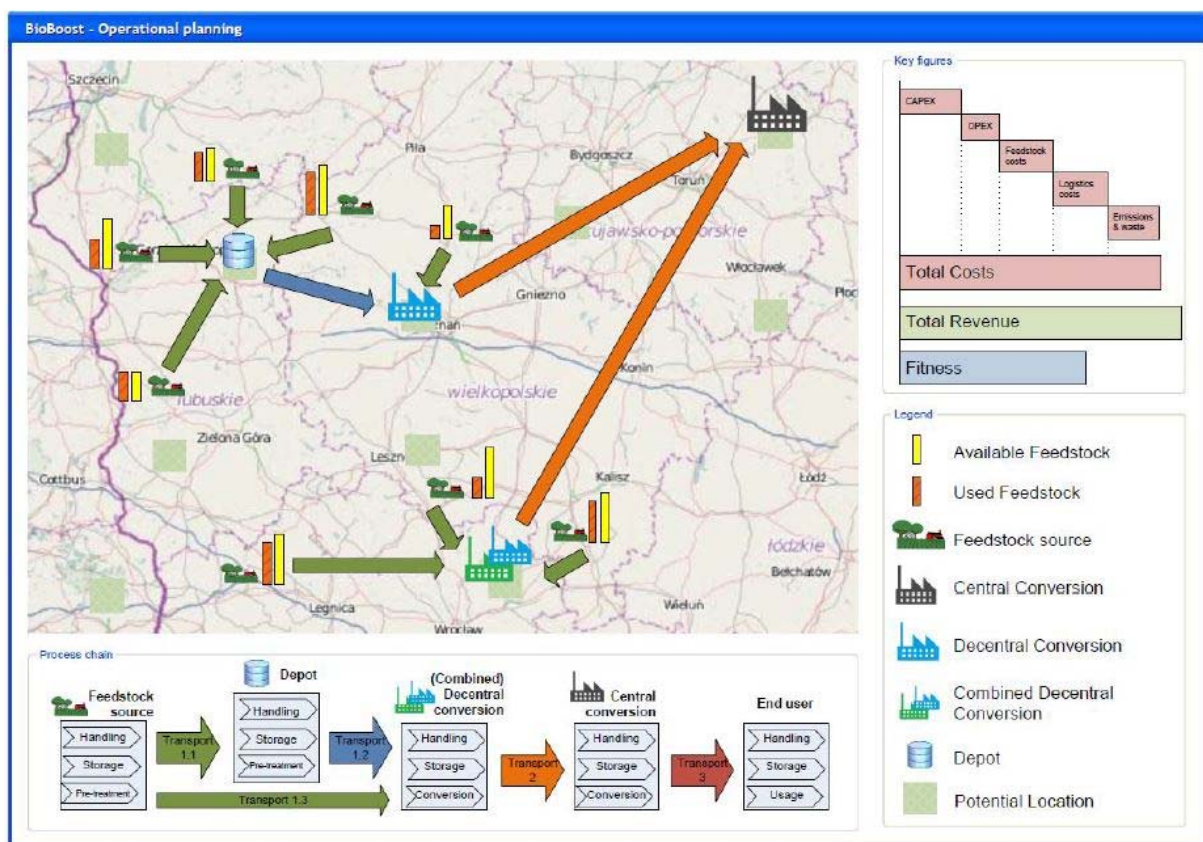 BioBoost - Operational planning
Szczecin
Piła
Bydgoszcz
Toruń
kujawsko-pomorskie
Włocławek
Gniezno
Konin
wielkopolskie
lubuskie
Zielona Góra
Leszno
Cottbus
Kalisz
Łódź
łódzkie
Bełchatów
Legnica
Wieluń
Wrocław
Key figures
CAPEX
OPEX
Feedstock
costs
Logistics
costs
Emissions
& waste
Total Costs
Total Revenue
Fitness
Legend
Available Feedstock
Used Feedstock
Feedstock source
Central Conversion
Decentral Conversion
Combined Decentral
Conversion
Depot
Potential Location
Process chain
Feedstock
source
Handling
Storage
Pre-treatment
Transport
1.1
Transport 1.3
Depot
Handling
Storage
Pre-treatment
Transport
1.2
(Combined)
Decentral
conversion
Handling
Storage
Conversion
Transport
2
Central
conversion
Handling
Storage
Conversion
Transport
3
End user
Handling
Storage
Usage